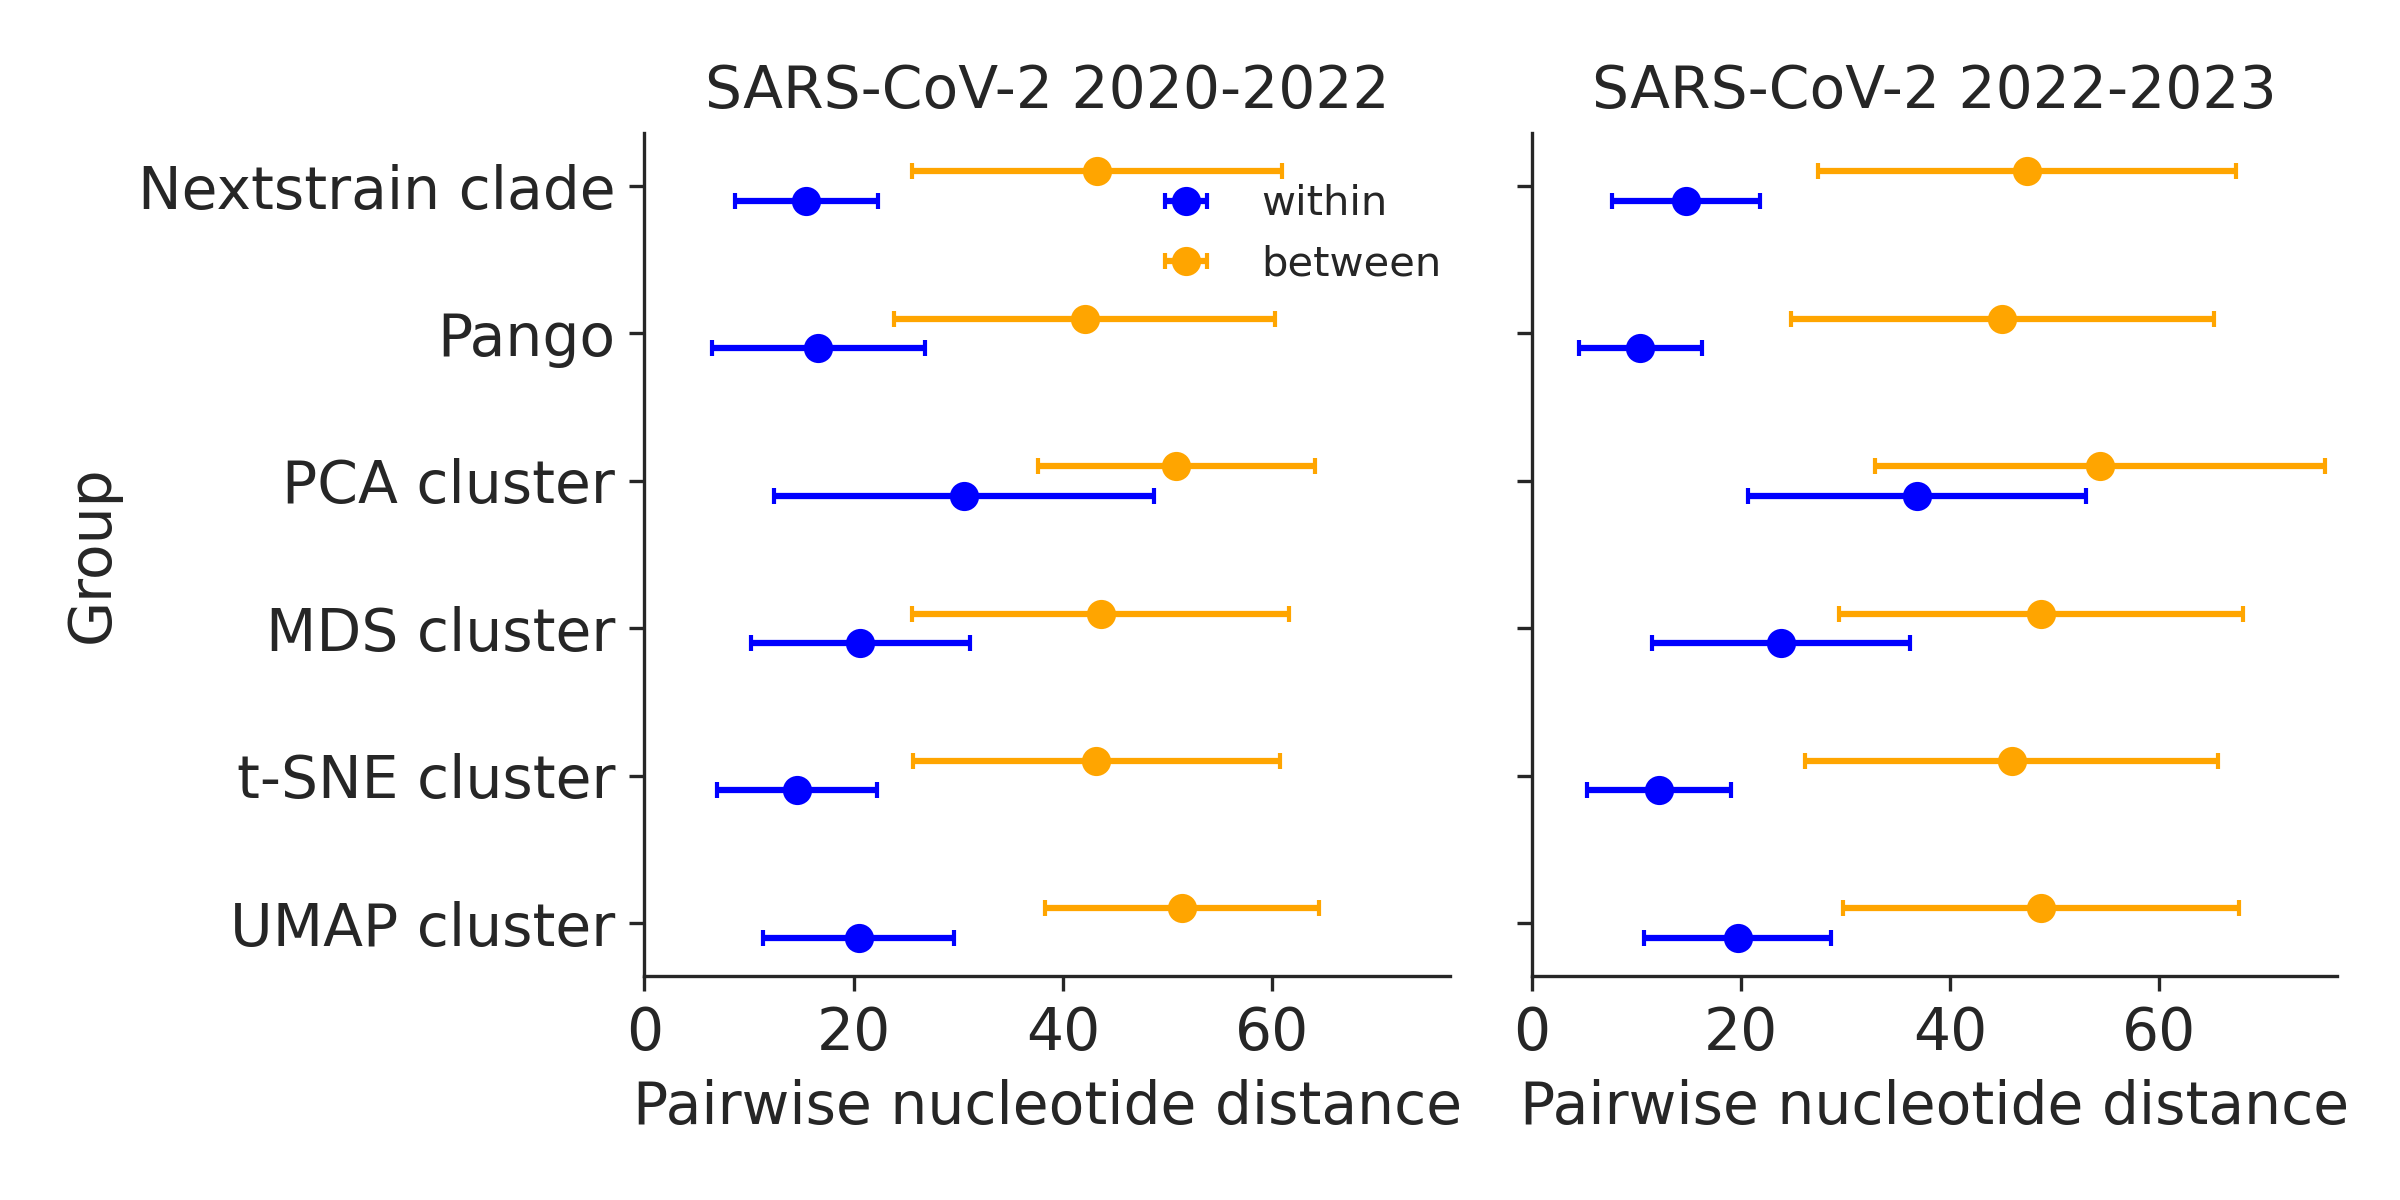 SARS-CoV-2 2020-2022
SARS-CoV-2 2022-2023
Group
Nextstrain clade
Pango
PCA cluster
MDS cluster
t-SNE cluster
UMAP cluster
within
between
0 20 40 60
0 20 40 60
Pairwise nucleotide distance
Pairwise nucleotide distance